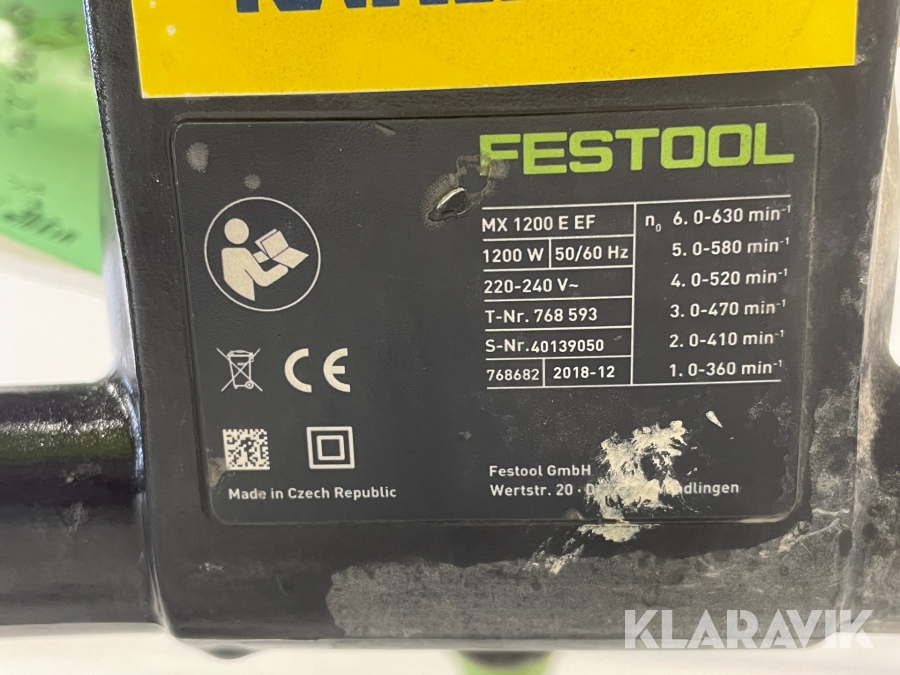 FESTOOL
MX 1200 E EF
1200 W 50/60 Hz
220-240 V~
T-Nr. 768 593
S-Nr. 40139050
768682 2018-12
n₀ 6. 0-630 min⁻¹
5. 0-580 min⁻¹
4. 0-520 min⁻¹
3. 0-470 min⁻¹
2. 0-410 min⁻¹
1. 0-360 min⁻¹
CE
Made in Czech Republic
Festool GmbH
Wertstr. 20 ·
KLARAVIK